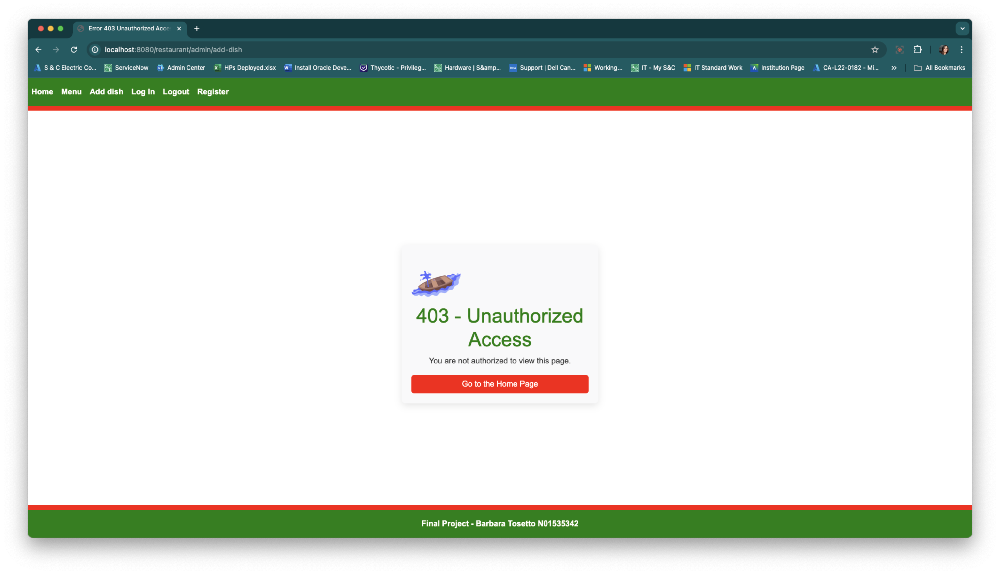 Error 403 Unauthorized Acce
localhost:8080/restaurant/admin/add-dish
S & C Electric Co... ServiceNow Admin Center HPs Deployed.xlsx Install Oracle Deve... Thycotic - Privileg... Hardware | S&amp... Support | Dell Can... Working... IT - My S&C IT Standard Work Institution Page CA-L22-0182 - Mi... » All Bookmarks
Home Menu Add dish Log In Logout Register
403 - Unauthorized
Access
You are not authorized to view this page.
Go to the Home Page
Final Project - Barbara Tosetto N01535342